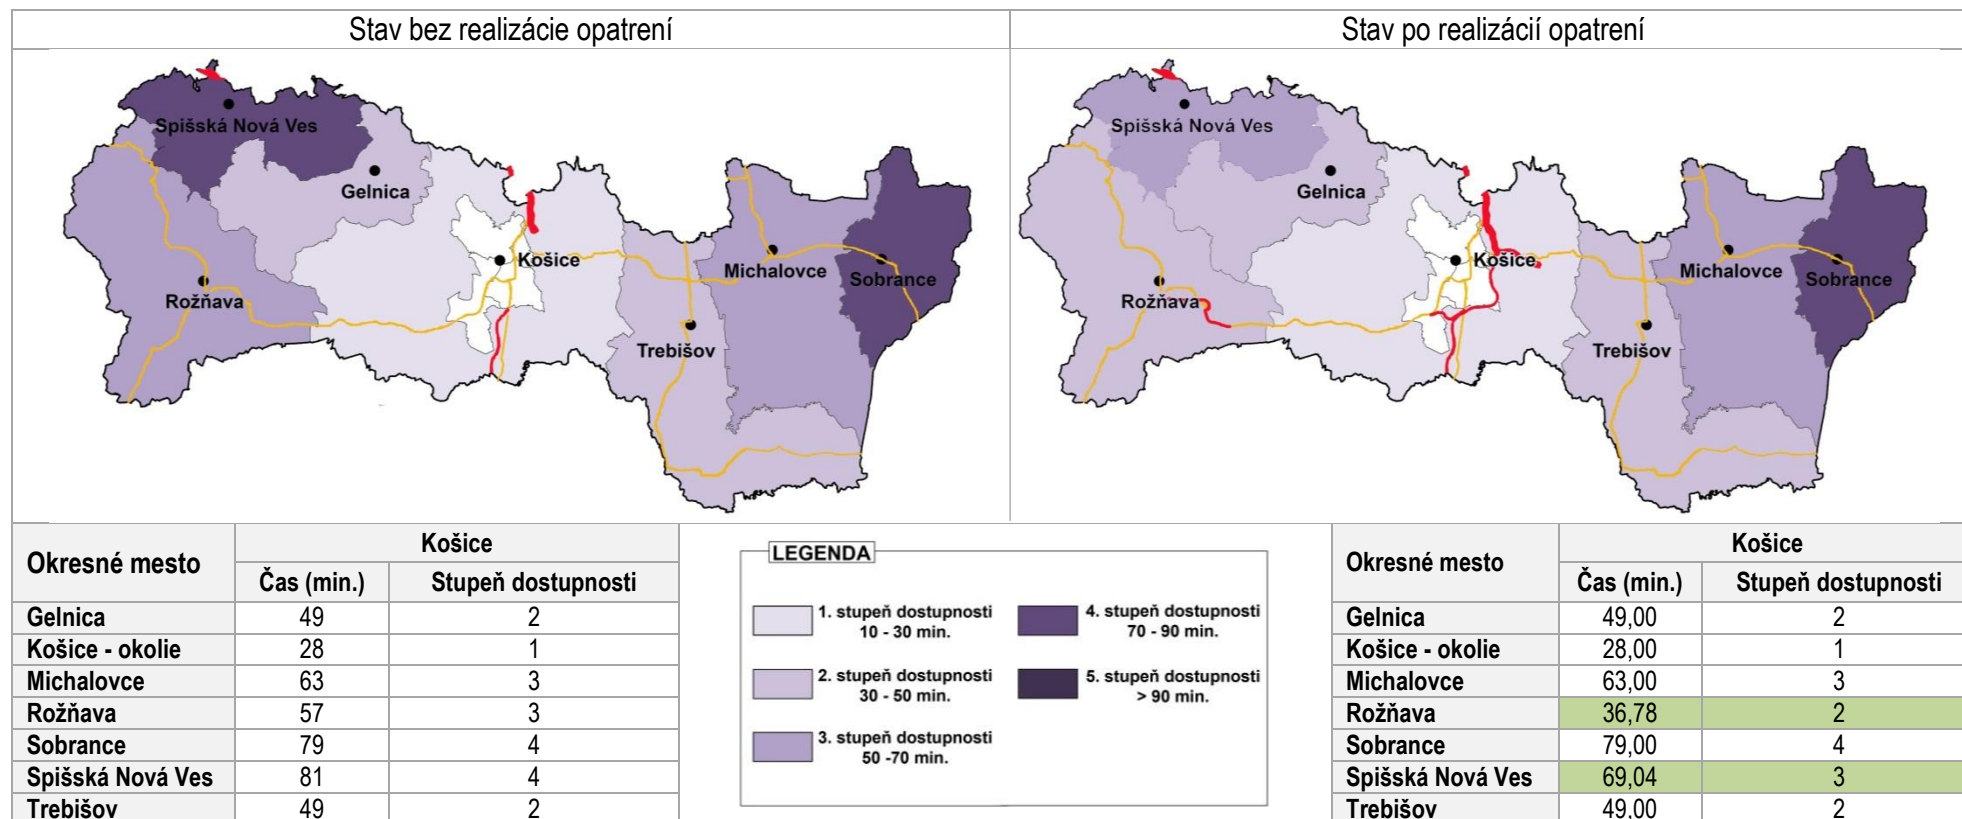 Stav bez realizácie opatrení
Stav po realizácií opatrení
Spišská Nová Ves
Gelnica
Košice
Rožňava
Michalovce
Sobrance
Trebišov
Spišská Nová Ves
Gelnica
Košice
Rožňava
Michalovce
Sobrance
Trebišov
Okresné mesto Košice
Čas (min.) Stupeň dostupnosti
Gelnica 49 2
Košice - okolie 28 1
Michalovce 63 3
Rožňava 57 3
Sobrance 79 4
Spišská Nová Ves 81 4
Trebišov 49 2
LEGENDA
1. stupeň dostupnosti
10 - 30 min.
2. stupeň dostupnosti
30 - 50 min.
3. stupeň dostupnosti
50 -70 min.
4. stupeň dostupnosti
70 - 90 min.
5. stupeň dostupnosti
> 90 min.
Okresné mesto Košice
Čas (min.) Stupeň dostupnosti
Gelnica 49,00 2
Košice - okolie 28,00 1
Michalovce 63,00 3
Rožňava 36,78 2
Sobrance 79,00 4
Spišská Nová Ves 69,04 3
Trebišov 49,00 2